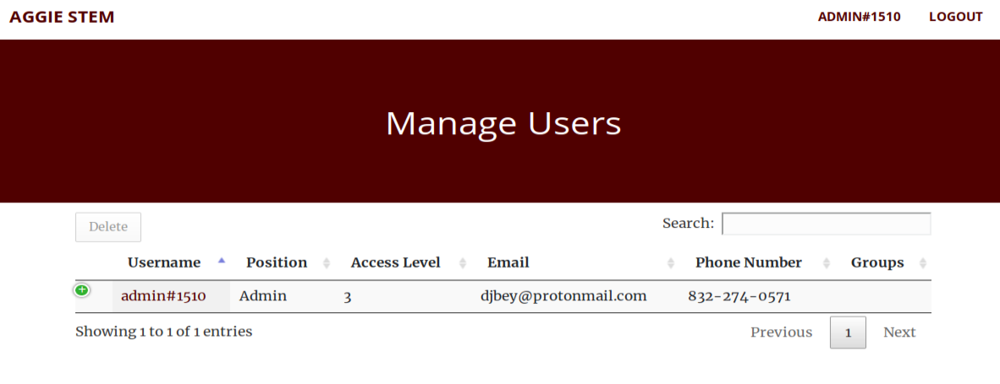 AGGIE STEM ADMIN#1510 LOGOUT
Manage Users
Delete Search:
Username Position Access Level Email Phone Number Groups
admin#1510 Admin 3 djbey@protonmail.com 832-274-0571
Showing 1 to 1 of 1 entries Previous 1 Next